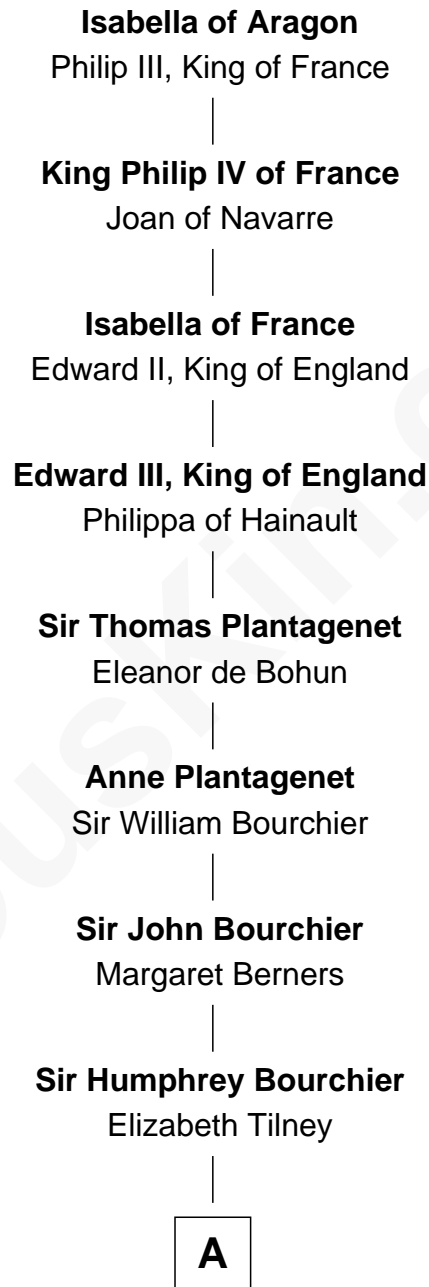 Isabella of Aragon
Philip III, King of France
King Philip IV of France
Joan of Navarre
Isabella of France
Edward II, King of England
Edward III, King of England
Philippa of Hainault
Sir Thomas Plantagenet
Eleanor de Bohun
Anne Plantagenet
Sir William Bourchier
Sir John Bourchier
Margaret Berners
Sir Humphrey Bourchier
Elizabeth Tilney
A